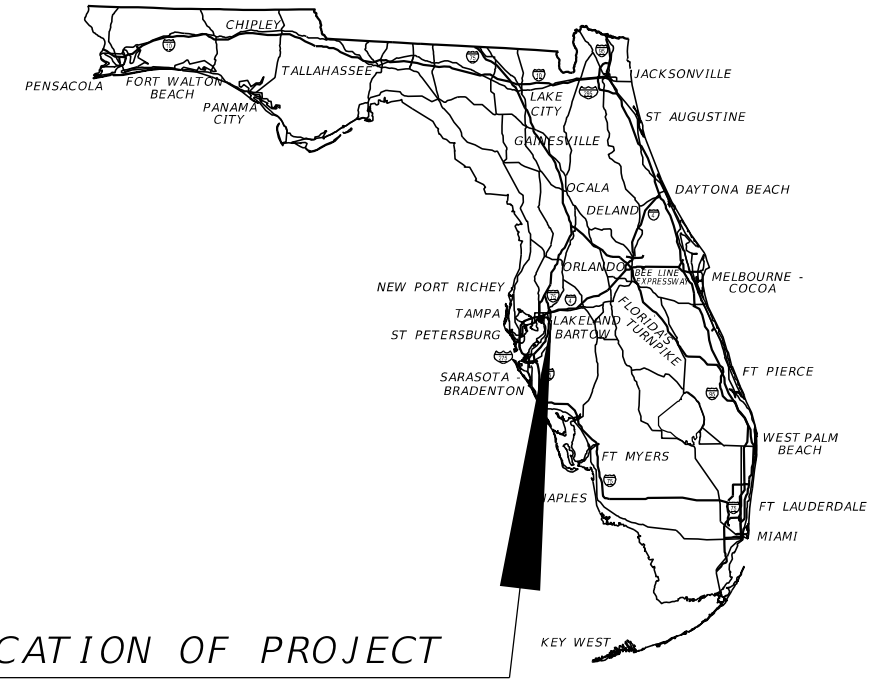 CHIPLEY
PENSACOLA
FORT WALTON
BEACH
PANAMA
CITY
TALLAHASSEE
LAKE
CITY
JACKSONVILLE
ST AUGUSTINE
GAINESVILLE
OCALA
DAYTONA BEACH
DELAND
ORLANDO
BEE LINE
EXPRESSWAY
MELBOURNE -
COCOA
NEW PORT RICHEY
TAMPA
ST PETERSBURG
LAKELAND
BARTOW
FLORIDA'S
TURNPIKE
SARASOTA -
BRADENTON
FT PIERCE
WEST PALM
BEACH
FT MYERS
NAPLES
FT LAUDERDALE
MIAMI
KEY WEST
CATION OF PROJECT